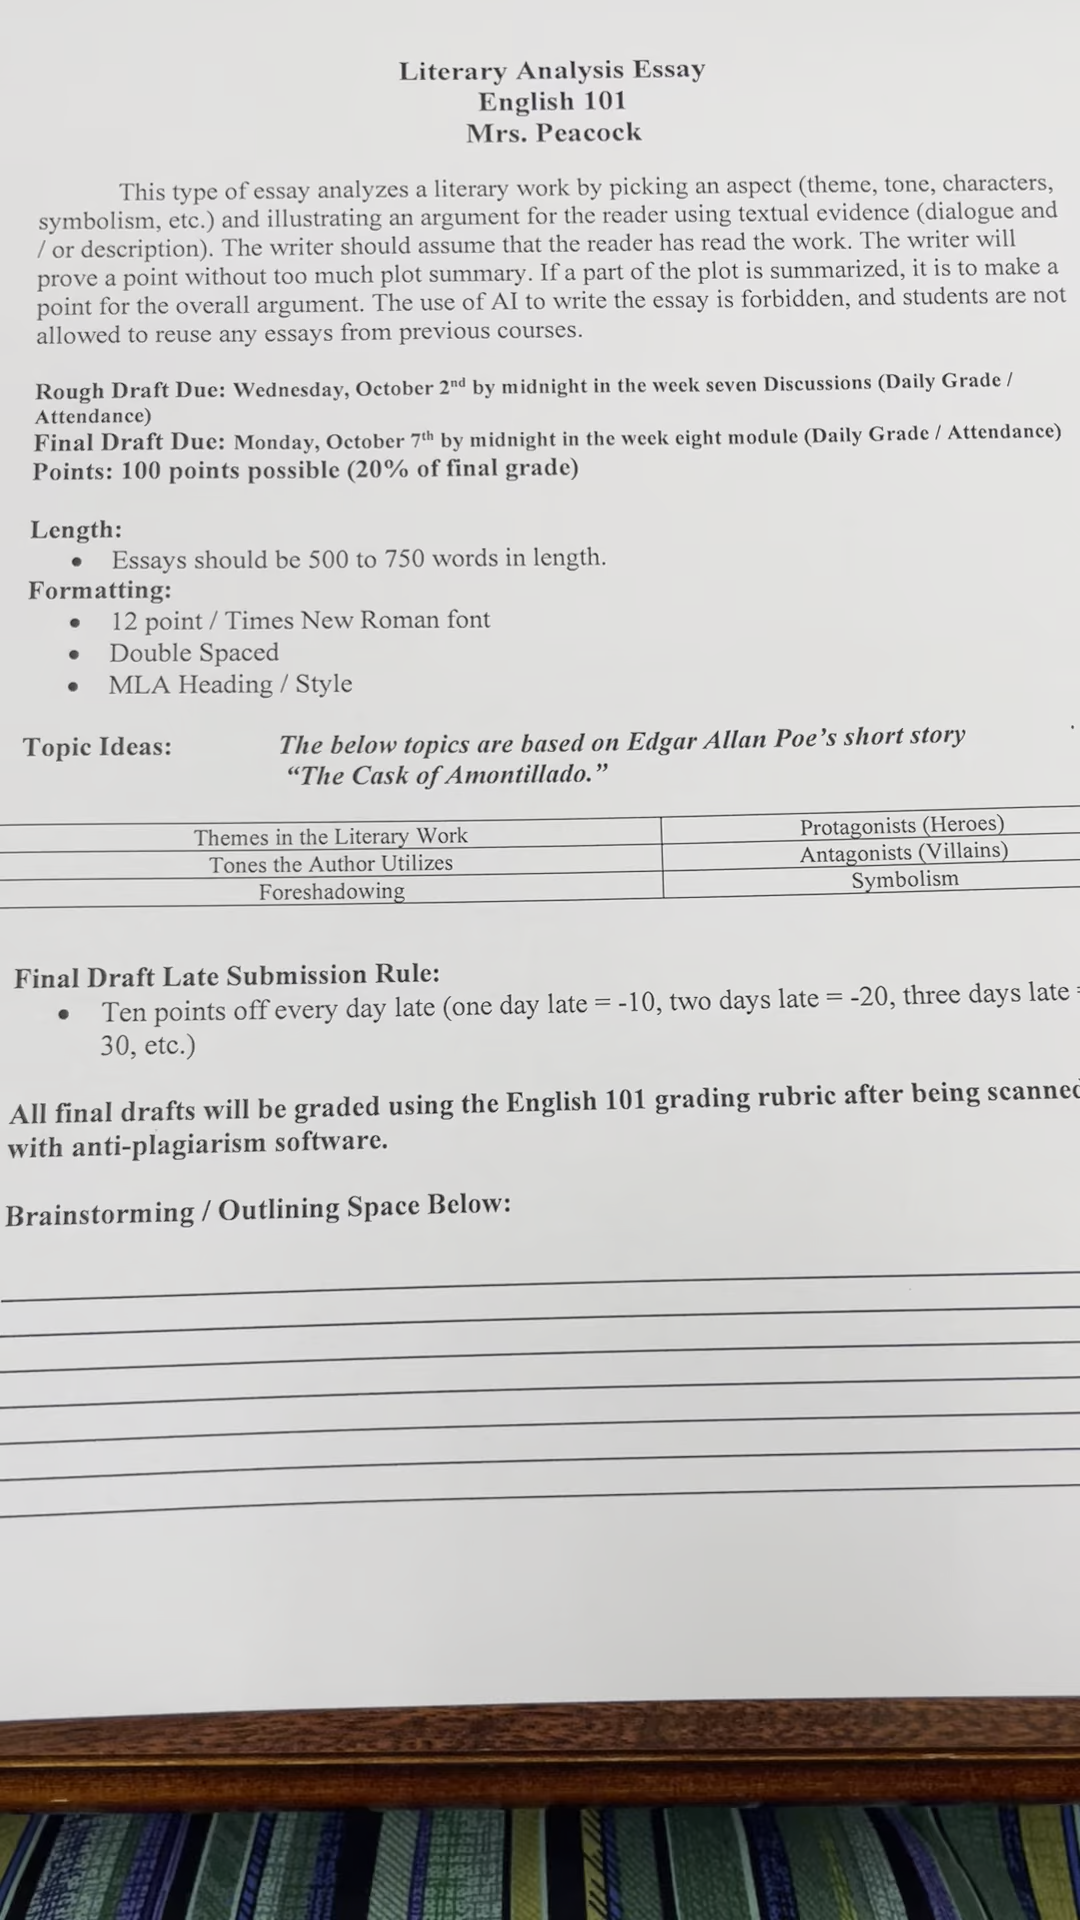 Literary Analysis Essay
English 101
Mrs. Peacock
This type of essay analyzes a literary work by picking an aspect (theme, tone, characters,
symbolism, etc.) and illustrating an argument for the reader using textual evidence (dialogue and
/ or description). The writer should assume that the reader has read the work. The writer will
prove a point without too much plot summary. If a part of the plot is summarized, it is to make a
point for the overall argument. The use of AI to write the essay is forbidden, and students are not
allowed to reuse any essays from previous courses.
Rough Draft Due: Wednesday, October 2nd by midnight in the week seven Discussions (Daily Grade /
Attendance)
Final Draft Due: Monday, October 7th by midnight in the week eight module (Daily Grade / Attendance)
Points: 100 points possible (20% of final grade)
Length:
• Essays should be 500 to 750 words in length.
Formatting:
• 12 point / Times New Roman font
• Double Spaced
• MLA Heading / Style
Topic Ideas: The below topics are based on Edgar Allan Poe's short story
"The Cask of Amontillado."
Themes in the Literary Work Protagonists (Heroes)
Tones the Author Utilizes Antagonists (Villains)
Foreshadowing Symbolism
Final Draft Late Submission Rule:
• Ten points off every day late (one day late = -10, two days late = -20, three days late =
30, etc.)
All final drafts will be graded using the English 101 grading rubric after being scanned
with anti-plagiarism software.
Brainstorming / Outlining Space Below: